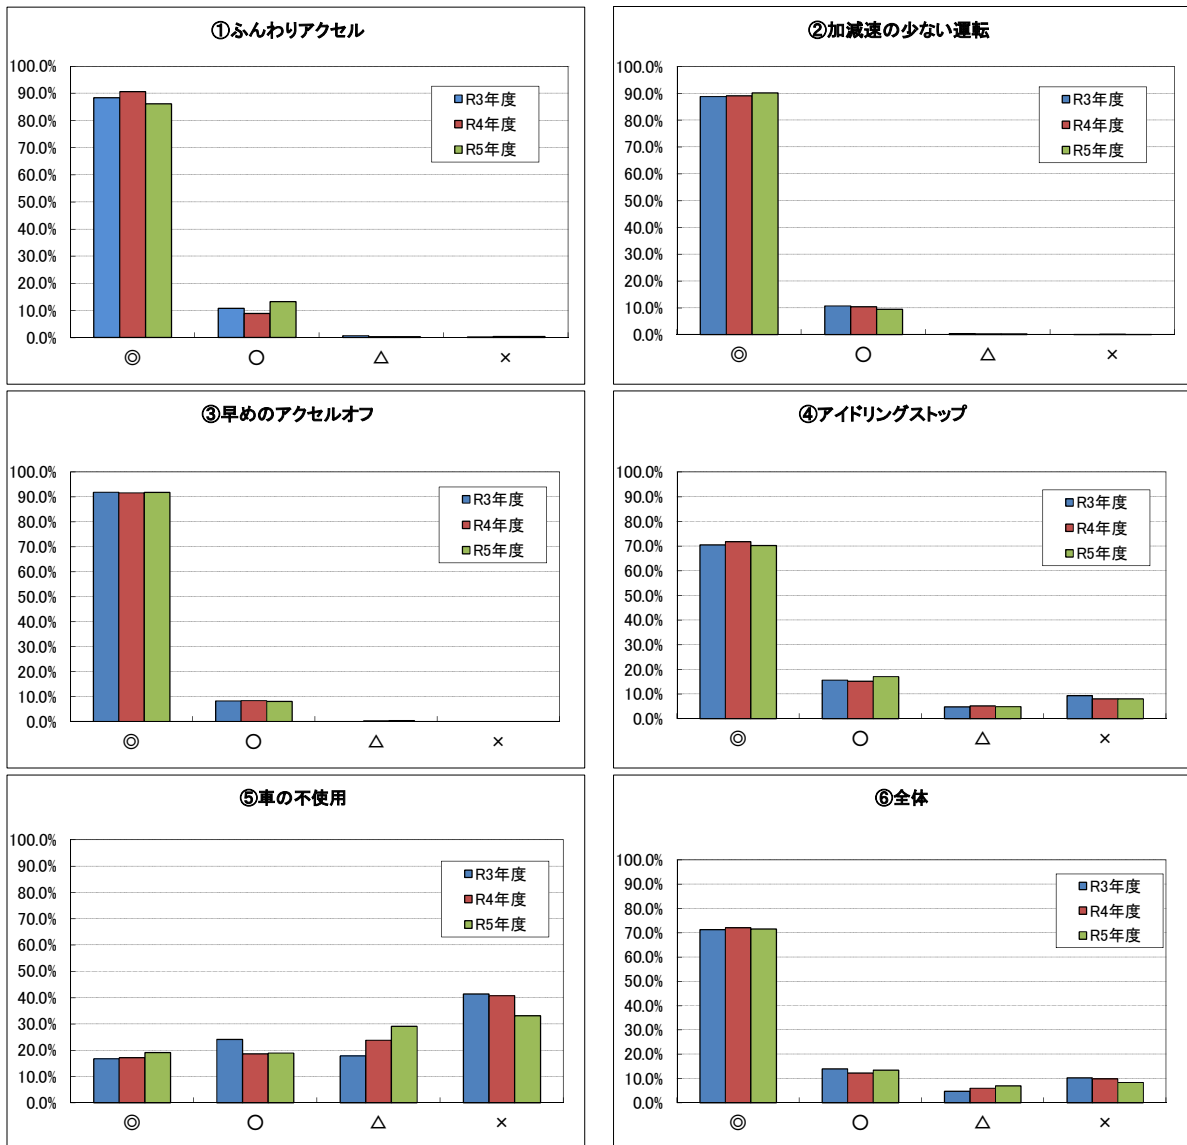 ①ふんわりアクセル
100.0%
90.0%
80.0%
70.0%
60.0%
50.0%
40.0%
30.0%
20.0%
10.0%
0.0%
R3年度
R4年度
R5年度
◎ ○ △ ×
②加減速の少ない運転
100.0%
90.0%
80.0%
70.0%
60.0%
50.0%
40.0%
30.0%
20.0%
10.0%
0.0%
R3年度
R4年度
R5年度
◎ ○ △ ×
③早めのアクセルオフ
100.0%
90.0%
80.0%
70.0%
60.0%
50.0%
40.0%
30.0%
20.0%
10.0%
0.0%
R3年度
R4年度
R5年度
◎ ○ △ ×
④アイドリングストップ
100.0%
90.0%
80.0%
70.0%
60.0%
50.0%
40.0%
30.0%
20.0%
10.0%
0.0%
R3年度
R4年度
R5年度
◎ ○ △ ×
⑤車の不使用
100.0%
90.0%
80.0%
70.0%
60.0%
50.0%
40.0%
30.0%
20.0%
10.0%
0.0%
R3年度
R4年度
R5年度
◎ ○ △ ×
⑥全体
100.0%
90.0%
80.0%
70.0%
60.0%
50.0%
40.0%
30.0%
20.0%
10.0%
0.0%
R3年度
R4年度
R5年度
◎ ○ △ ×